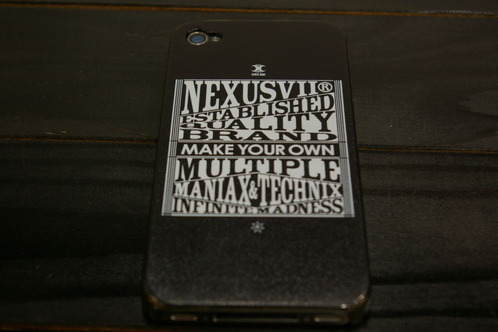 NEXUSVII®
ESTABLISHED
QUALITY
BRAND
MAKE YOUR OWN
MULTIPLE
MANIAX&TECHNIX
INFINITE MADNESS